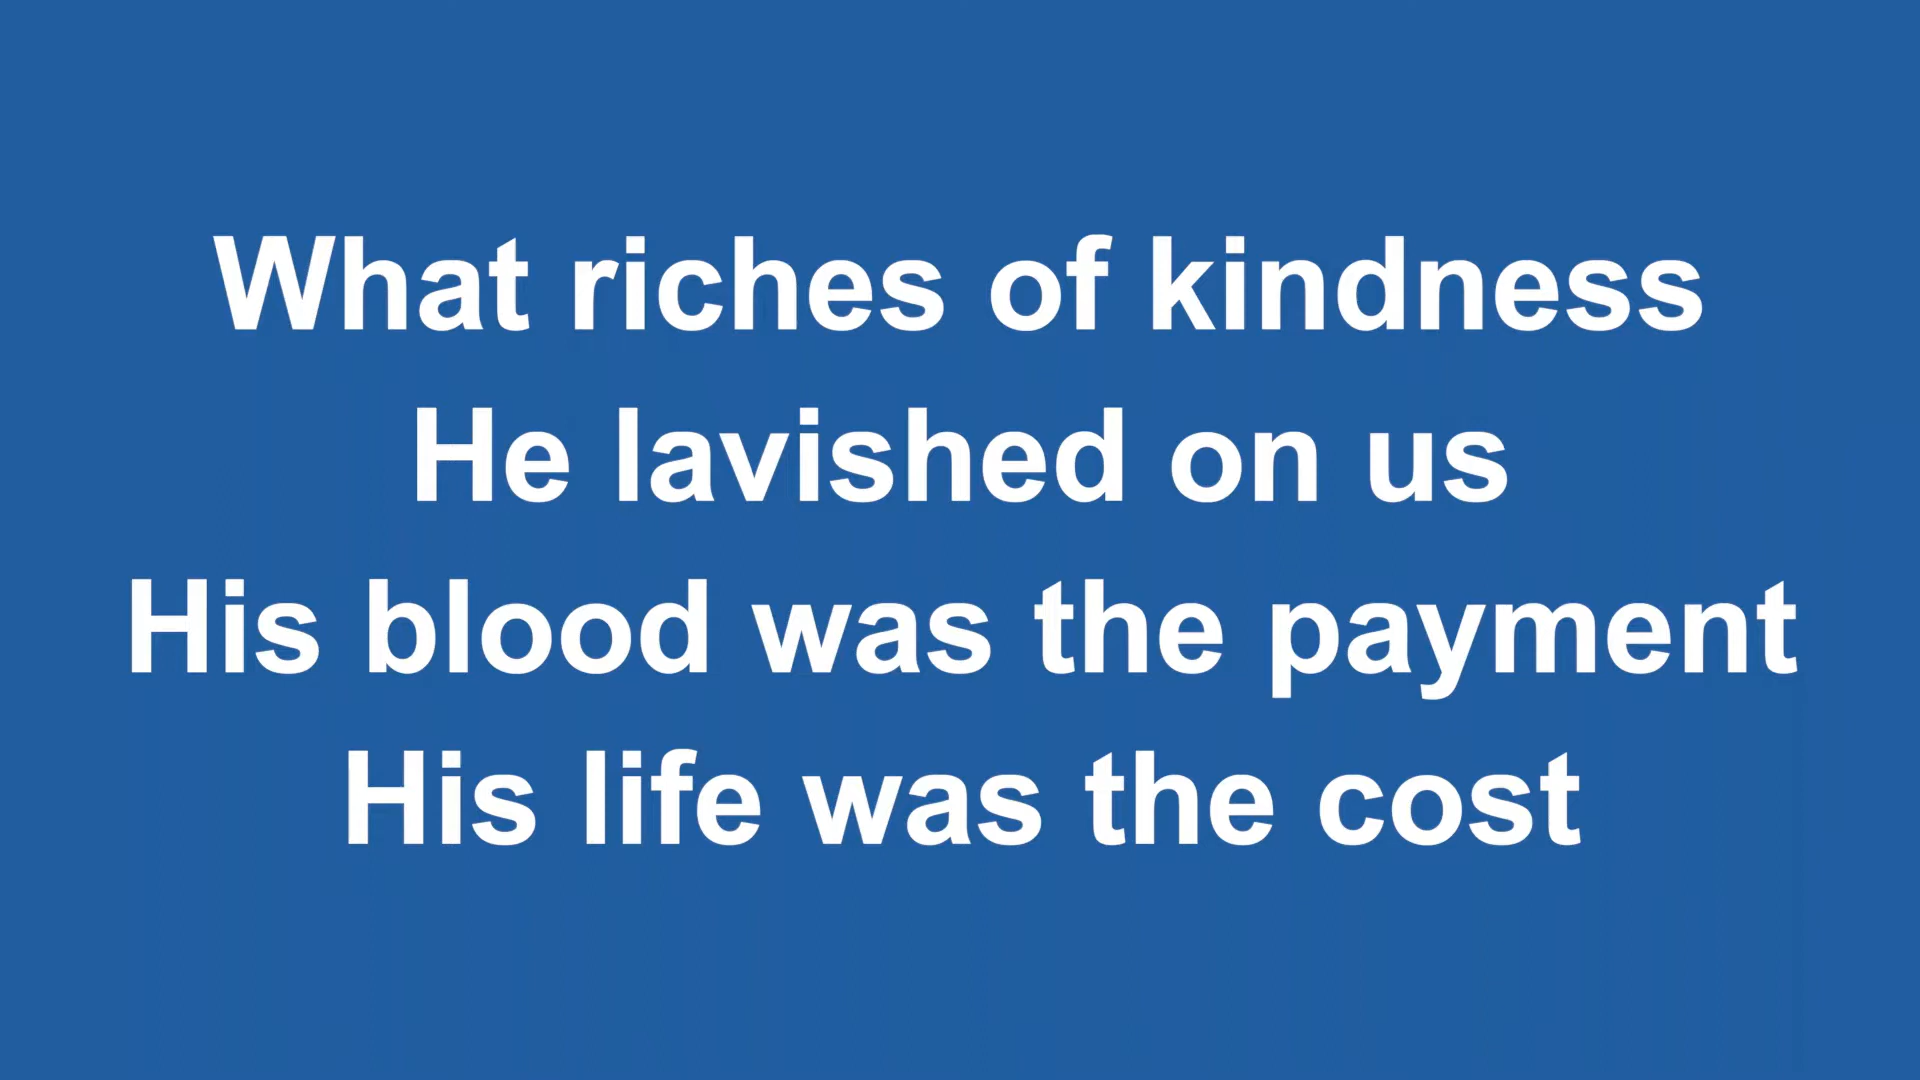 What riches of kindness
He lavished on us
His blood was the payment
His life was the cost